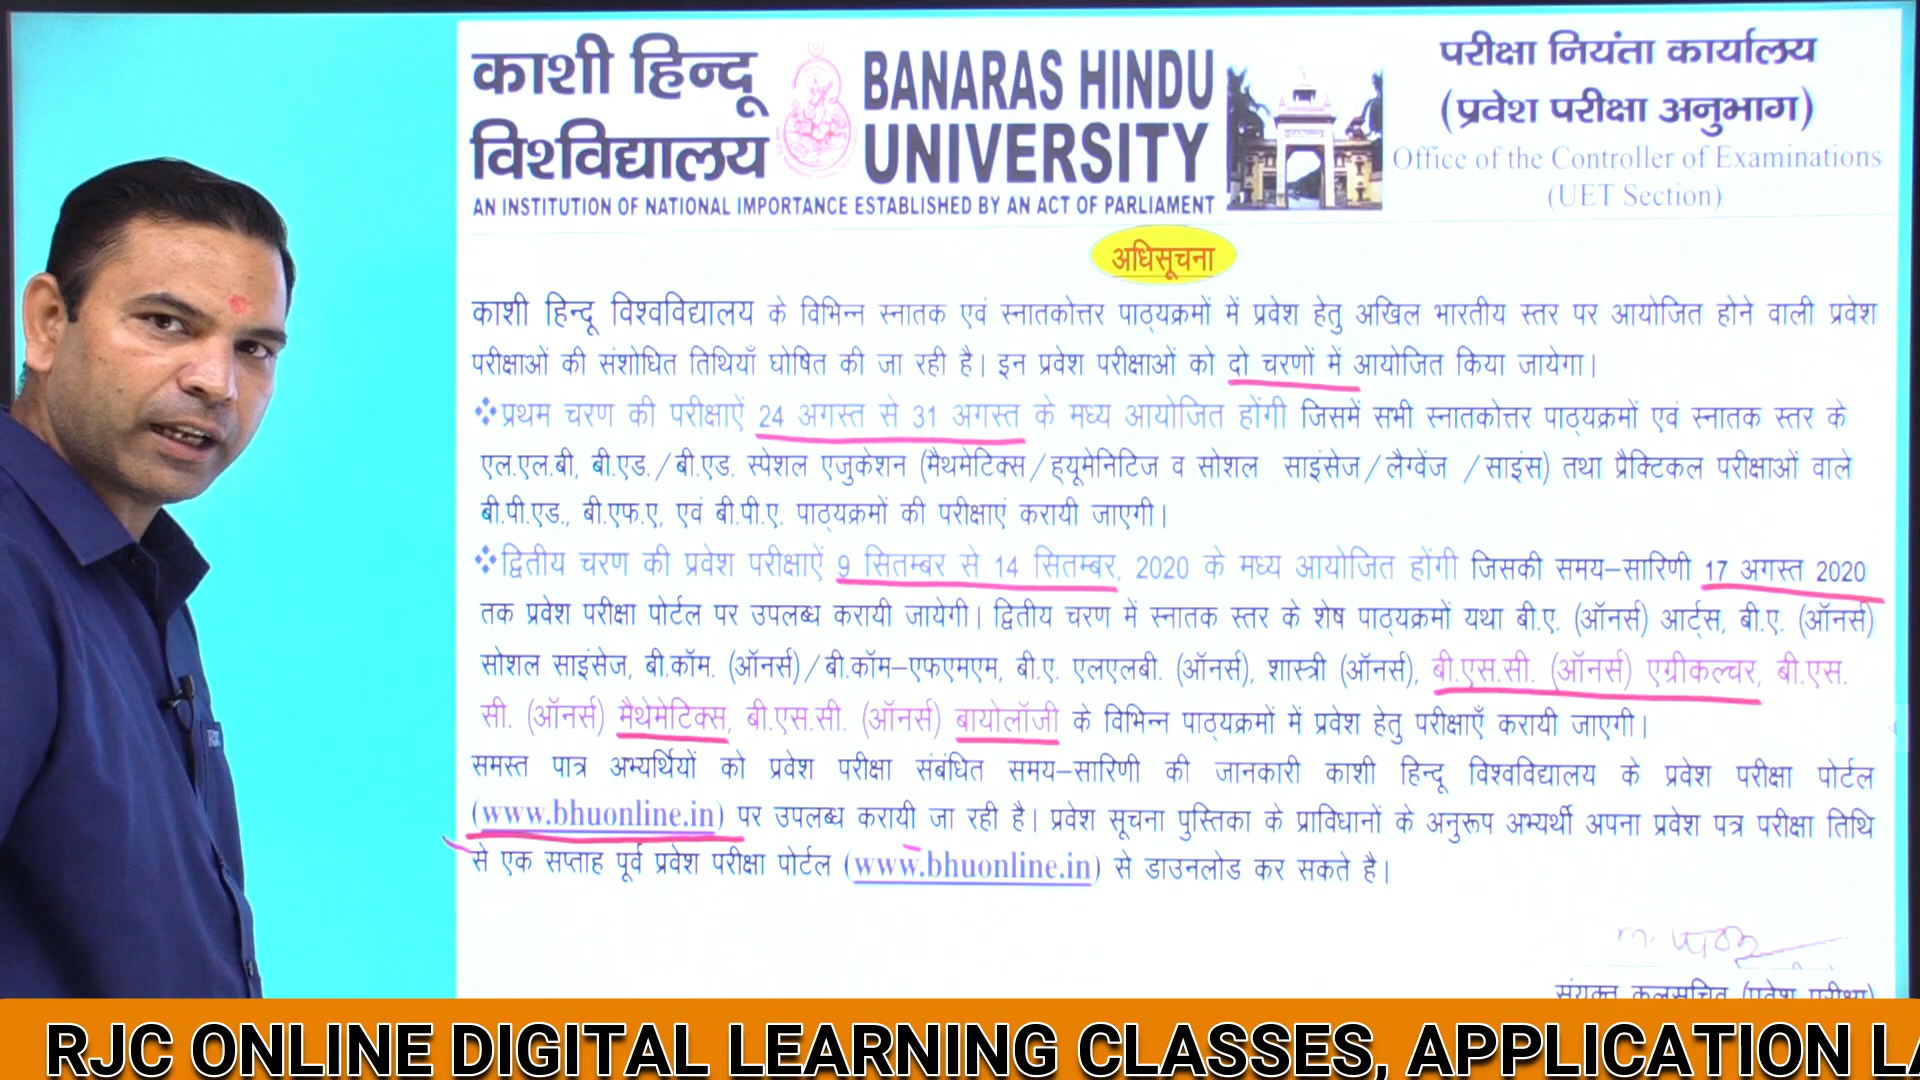 काशी हिन्दू
विश्वविद्यालय
BANARAS HINDU
UNIVERSITY
AN INSTITUTION OF NATIONAL IMPORTANCE ESTABLISHED BY AN ACT OF PARLIAMENT
परीक्षा नियंता कार्यालय
(प्रवेश परीक्षा अनुभाग)
Office of the Controller of Examinations
(UET Section)
अधिसूचना
काशी हिन्दू विश्वविद्यालय के विभिन्न स्नातक एवं स्नातकोत्तर पाठ्यक्रमों में प्रवेश हेतु अखिल भारतीय स्तर पर आयोजित होने वाली प्रवेश
परीक्षाओं की संशोधित तिथियाँ घोषित की जा रही है। इन प्रवेश परीक्षाओं को दो चरणों में आयोजित किया जायेगा।
❖प्रथम चरण की परीक्षाऐं 24 अगस्त से 31 अगस्त के मध्य आयोजित होंगी जिसमें सभी स्नातकोत्तर पाठ्यक्रमों एवं स्नातक स्तर के
एल.एल.बी, बी.एड./बी.एड. स्पेशल एजुकेशन (मैथमेटिक्स/ह्यूमेनिटिज व सोशल साइंसेज/लैग्वेंज /साइंस) तथा प्रैक्टिकल परीक्षाओं वाले
बी.पी.एड., बी.एफ.ए, एवं बी.पी.ए. पाठ्यक्रमों की परीक्षाएं करायी जाएगी।
❖द्वितीय चरण की प्रवेश परीक्षाऐं 9 सितम्बर से 14 सितम्बर, 2020 के मध्य आयोजित होंगी जिसकी समय–सारिणी 17 अगस्त 2020
तक प्रवेश परीक्षा पोर्टल पर उपलब्ध करायी जायेगी। द्वितीय चरण में स्नातक स्तर के शेष पाठ्यक्रमों यथा बी.ए. (ऑनर्स) आर्ट्स, बी.ए. (ऑनर्स)
सोशल साइंसेज, बी.कॉम. (ऑनर्स)/बी.कॉम–एफएमएम, बी.ए. एलएलबी. (ऑनर्स), शास्त्री (ऑनर्स), बी.एस.सी. (ऑनर्स) एग्रीकल्चर, बी.एस.
सी. (ऑनर्स) मैथेमेटिक्स, बी.एस.सी. (ऑनर्स) बायोलॉजी के विभिन्न पाठ्यक्रमों में प्रवेश हेतु परीक्षाएँ करायी जाएगी।
समस्त पात्र अभ्यर्थियों को प्रवेश परीक्षा संबंधित समय–सारिणी की जानकारी काशी हिन्दू विश्वविद्यालय के प्रवेश परीक्षा पोर्टल
(www.bhuonline.in) पर उपलब्ध करायी जा रही है। प्रवेश सूचना पुस्तिका के प्राविधानों के अनुरूप अभ्यर्थी अपना प्रवेश पत्र परीक्षा तिथि
से एक सप्ताह पूर्व प्रवेश परीक्षा पोर्टल (www.bhuonline.in) से डाउनलोड कर सकते है।
संयुक्त कुलसचिव (प्रवेश परीक्षा)
RJC ONLINE DIGITAL LEARNING CLASSES, APPLICATION LA